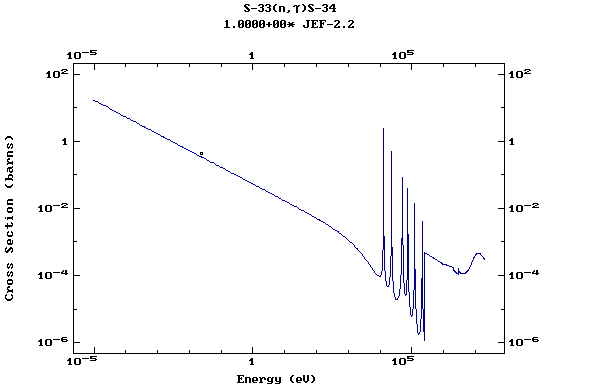 S-33(n,γ)S-34
1.0000+00* JEF-2.2
10⁻⁵ 1 10⁵
10² 10²
1 1
10⁻² 10⁻²
10⁻⁴ 10⁻⁴
10⁻⁶ 10⁻⁶
10⁻⁵ 1 10⁵
Cross Section (barns)
Energy (eV)